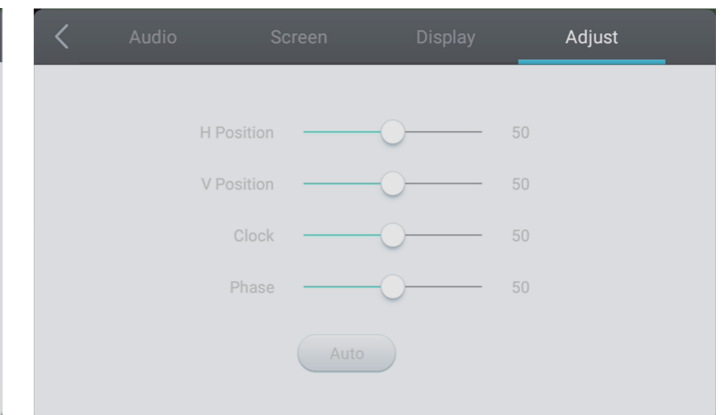 Audio Screen Display Adjust
H Position 50
V Position 50
Clock 50
Phase 50
Auto